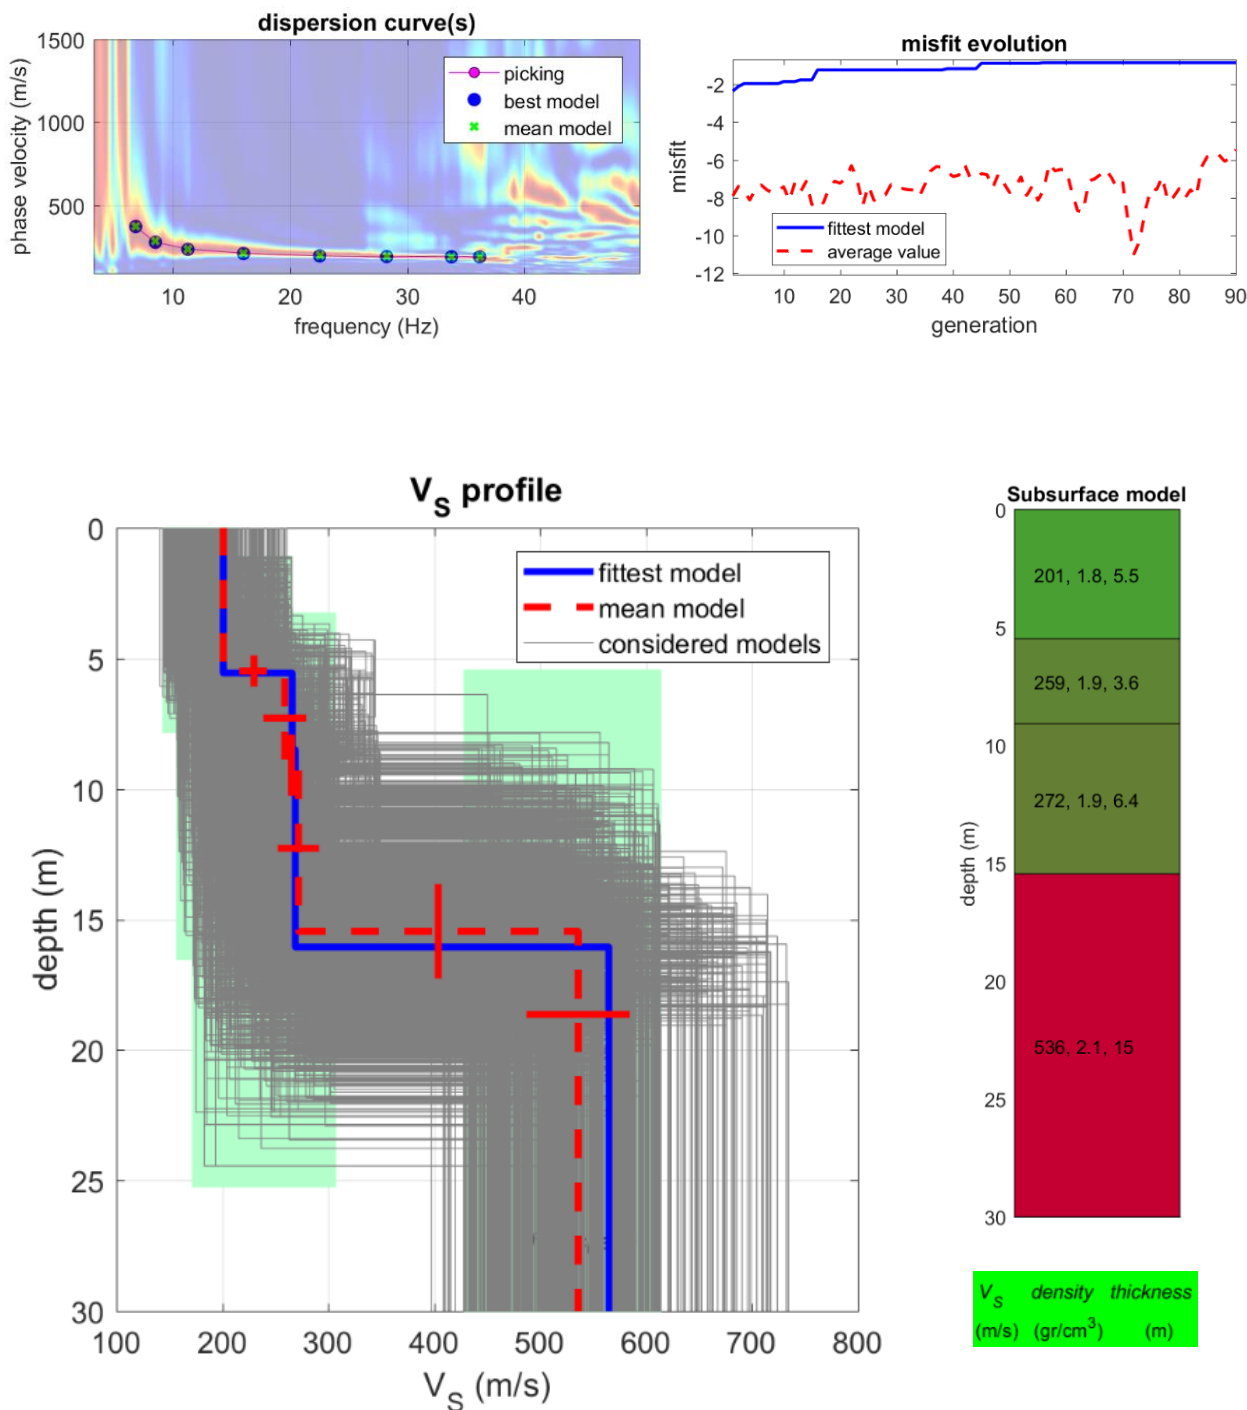 dispersion curve(s)
phase velocity (m/s)
1500
1000
500
picking
best model
mean model
10
20
30
40
frequency (Hz)
misfit evolution
misfit
-2
-4
-6
-8
-10
-12
fittest model
average value
10
20
30
40
50
60
70
80
90
generation
V_S profile
depth (m)
0
5
10
15
20
25
30
fittest model
mean model
considered models
100
200
300
400
500
600
700
800
V_S (m/s)
Subsurface model
depth (m)
0
5
10
15
20
25
30
201, 1.8, 5.5
259, 1.9, 3.6
272, 1.9, 6.4
536, 2.1, 15
V_S density thickness
(m/s) (gr/cm³) (m)